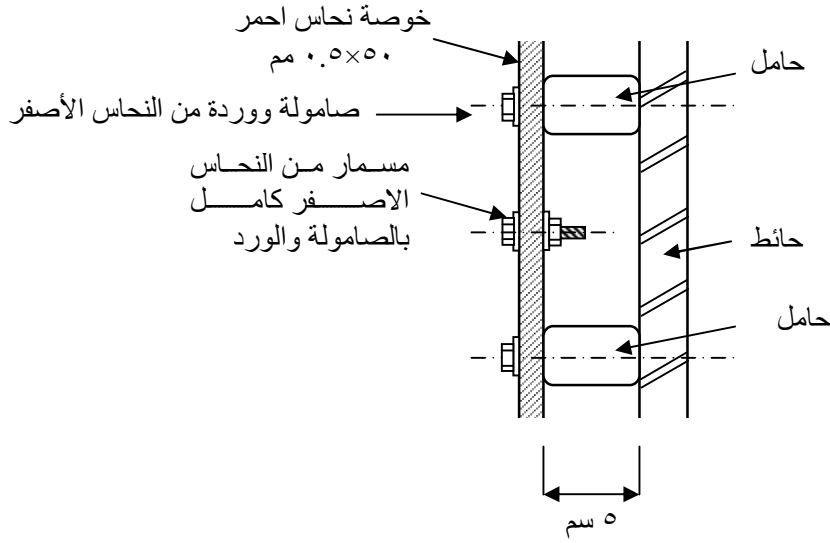 خوصة نحاس احمر
٥٠×٠.٥ مم
صامولة ووردة من النحاس الأصفر
مسمار من النحاس
الاصفر كامل
بالصامولة والورد
حامل
حائط
حامل
٥ سم